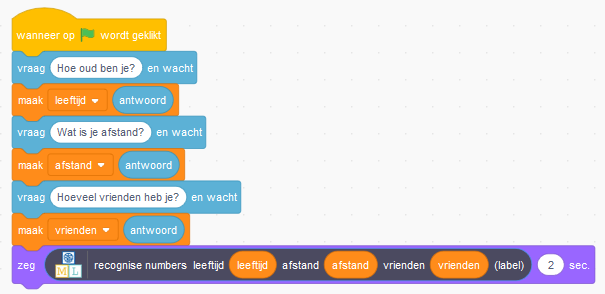 wanneer op wordt geklikt
vraag Hoe oud ben je? en wacht
maak leeftijd antwoord
vraag Wat is je afstand? en wacht
maak afstand antwoord
vraag Hoeveel vrienden heb je? en wacht
maak vrienden antwoord
zeg ML recognise numbers leeftijd leeftijd afstand afstand vrienden vrienden (label) 2 sec.